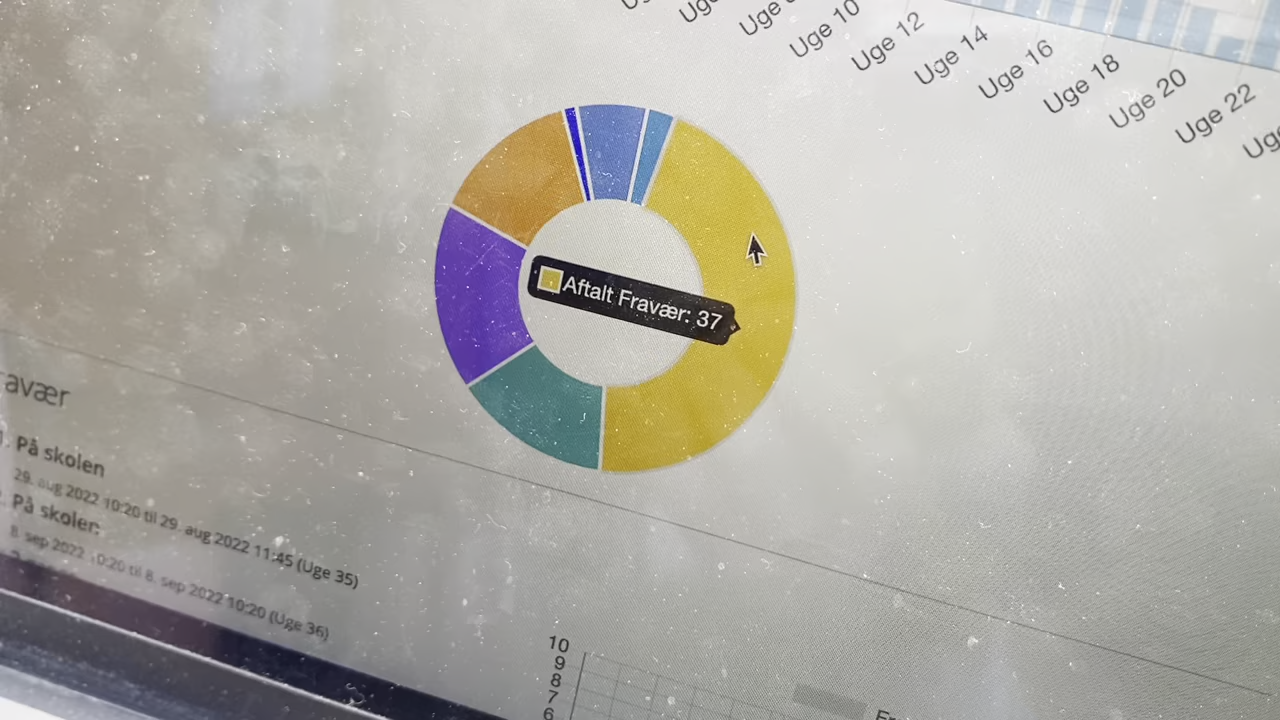 Uge 10
Uge 12
Uge 14
Uge 16
Uge 18
Uge 20
Uge 22
Aftalt Fravær: 37
avær
På skolen
29. aug 2022 10:20 til 29. aug 2022 11:45 (Uge 35)
På skolen
8. sep 2022 10:20 til 8. sep 2022 10:20 (Uge 36)
10
9
8
7
6